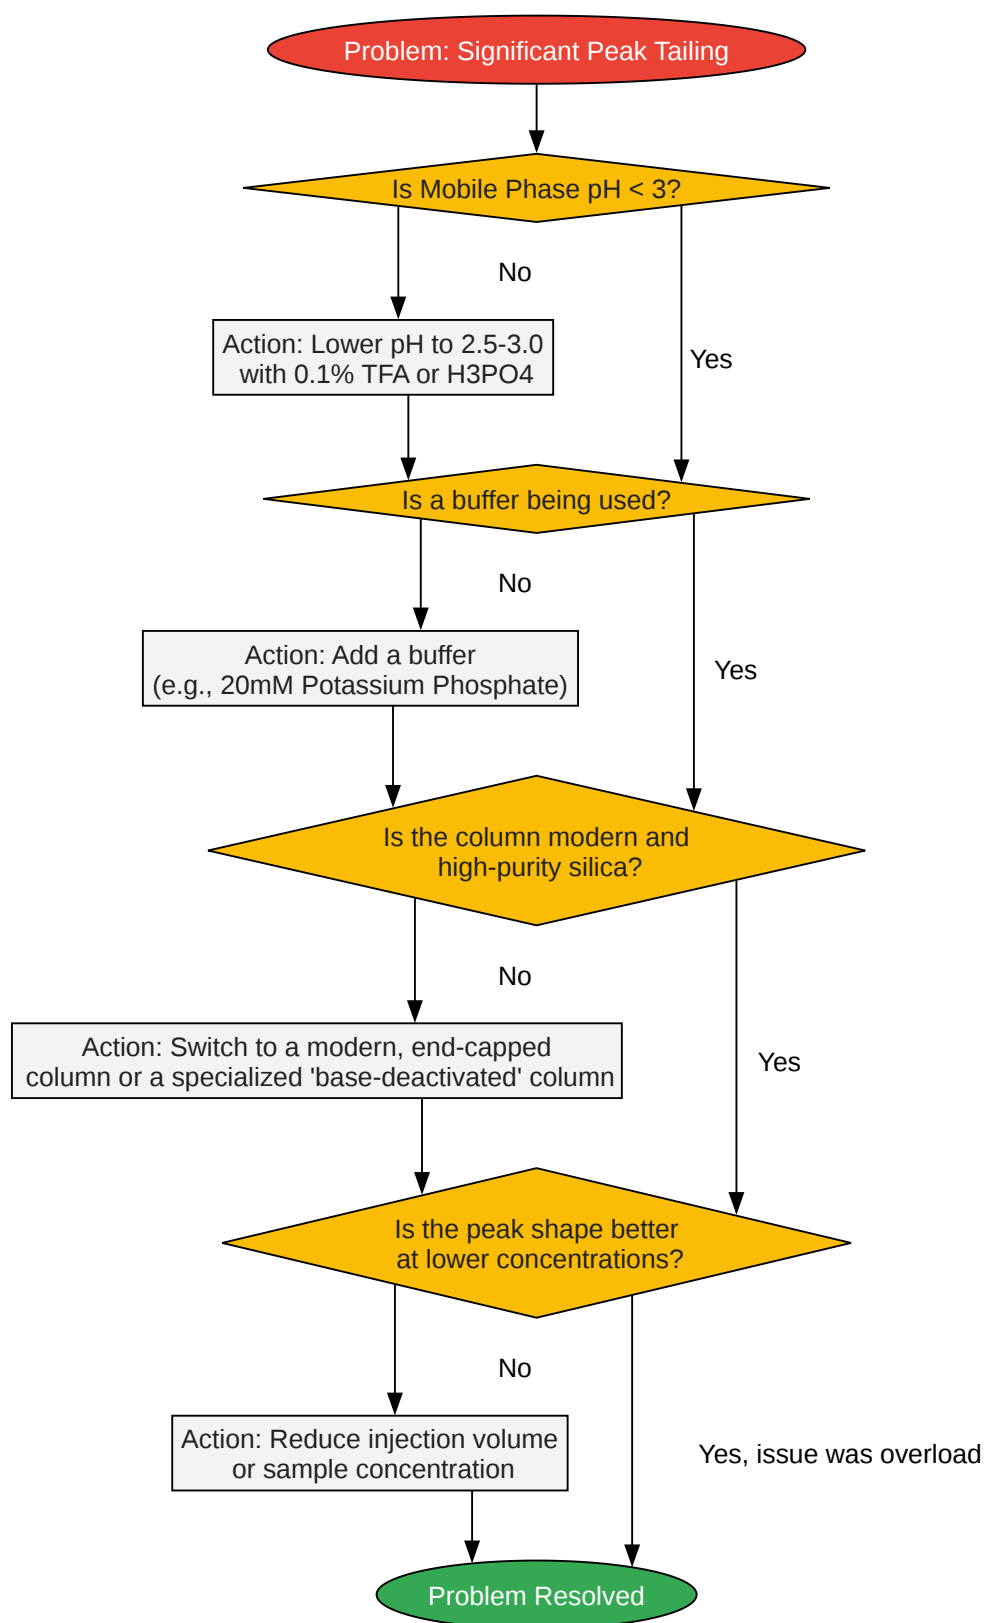 Problem: Significant Peak Tailing
Is Mobile Phase pH < 3?
No
Action: Lower pH to 2.5-3.0
with 0.1% TFA or H3PO4
Yes
Is a buffer being used?
No
Action: Add a buffer
(e.g., 20mM Potassium Phosphate)
Yes
Is the column modern and
high-purity silica?
No
Action: Switch to a modern, end-capped
column or a specialized 'base-deactivated' column
Yes
Is the peak shape better
at lower concentrations?
No
Action: Reduce injection volume
or sample concentration
Yes, issue was overload
Problem Resolved